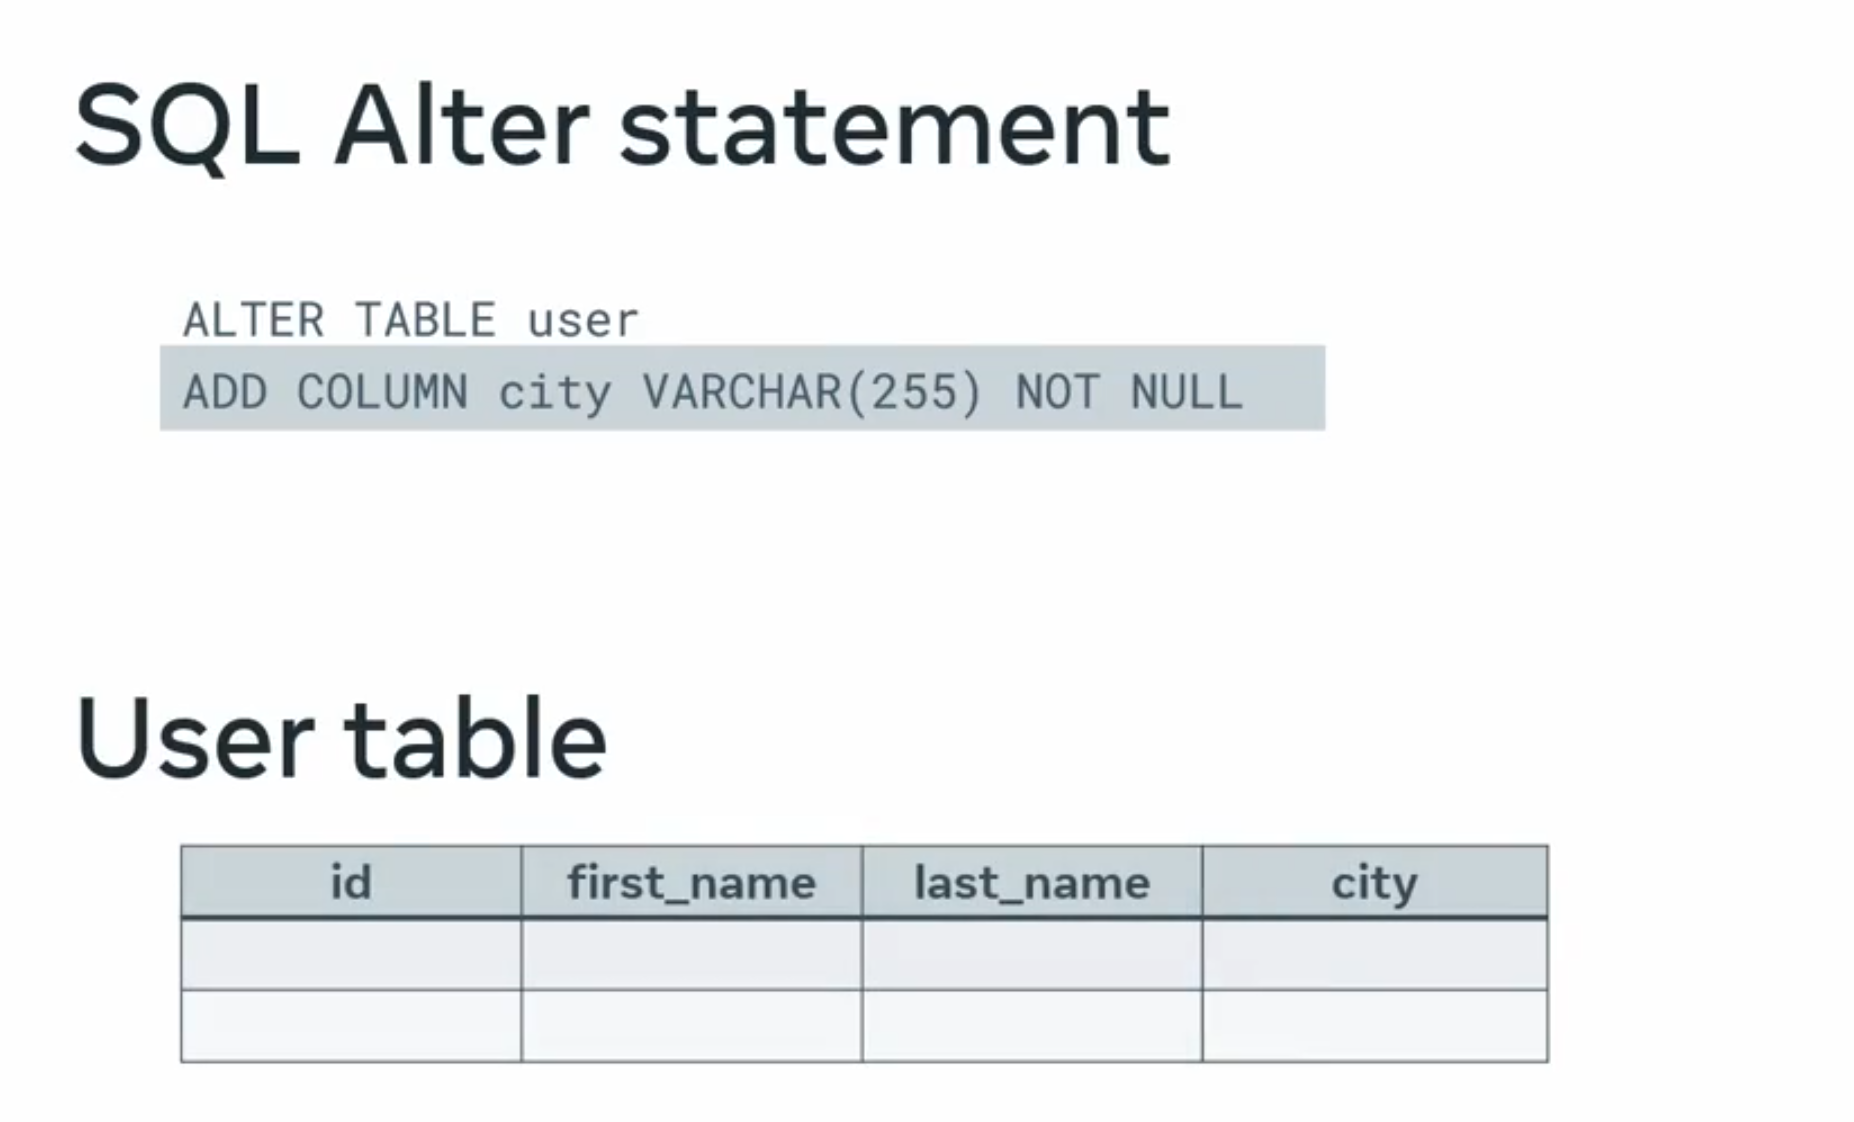 SQL Alter statement
ALTER TABLE user
ADD COLUMN city VARCHAR(255) NOT NULL
User table
id first_name last_name city